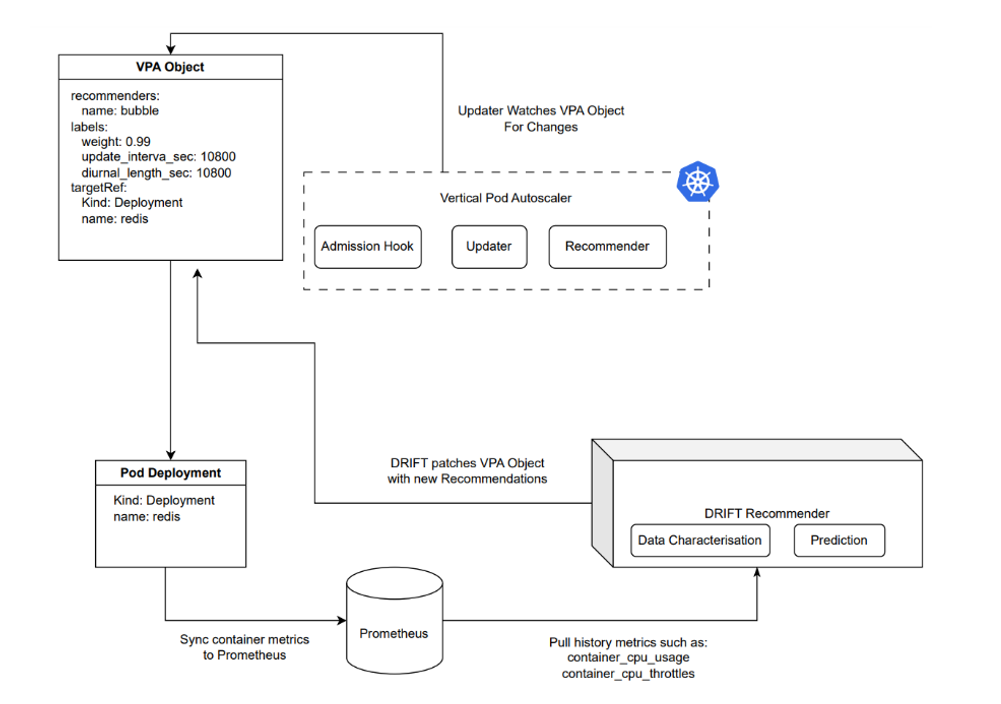 VPA Object
recommenders:
name: bubble
labels:
weight: 0.99
update_interva_sec: 10800
diurnal_length_sec: 10800
targetRef:
Kind: Deployment
name: redis
Updater Watches VPA Object
For Changes
Vertical Pod Autoscaler
Admission Hook
Updater
Recommender
Pod Deployment
Kind: Deployment
name: redis
DRIFT patches VPA Object
with new Recommendations
DRIFT Recommender
Data Characterisation
Prediction
Sync container metrics
to Prometheus
Prometheus
Pull history metrics such as:
container_cpu_usage
container_cpu_throttles